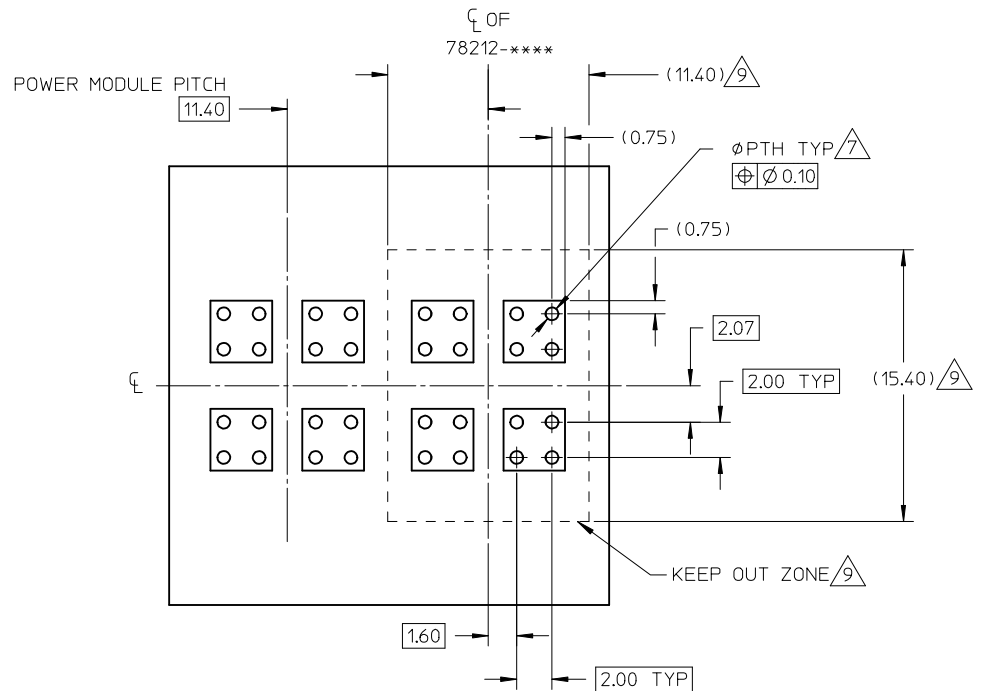 ℄ OF
78212-****
POWER MODULE PITCH
11.40
(11.40) 9
(0.75)
⌀PTH TYP 7
⌖ ⌀ 0.10
(0.75)
2.07
℄
2.00 TYP
(15.40) 9
KEEP OUT ZONE 9
1.60
2.00 TYP